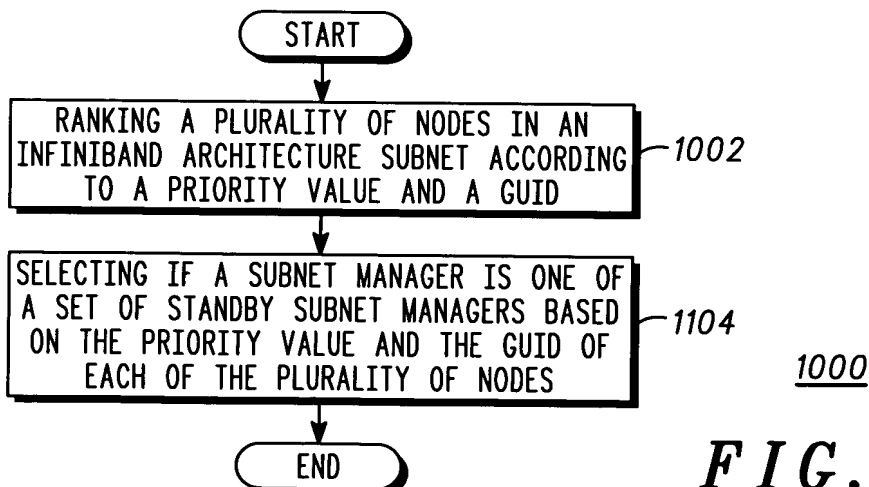 START
RANKING A PLURALITY OF NODES IN AN
INFINIBAND ARCHITECTURE SUBNET ACCORDING
TO A PRIORITY VALUE AND A GUID
1002
SELECTING IF A SUBNET MANAGER IS ONE OF
A SET OF STANDBY SUBNET MANAGERS BASED
ON THE PRIORITY VALUE AND THE GUID OF
EACH OF THE PLURALITY OF NODES
1104
1000
END
FIG.